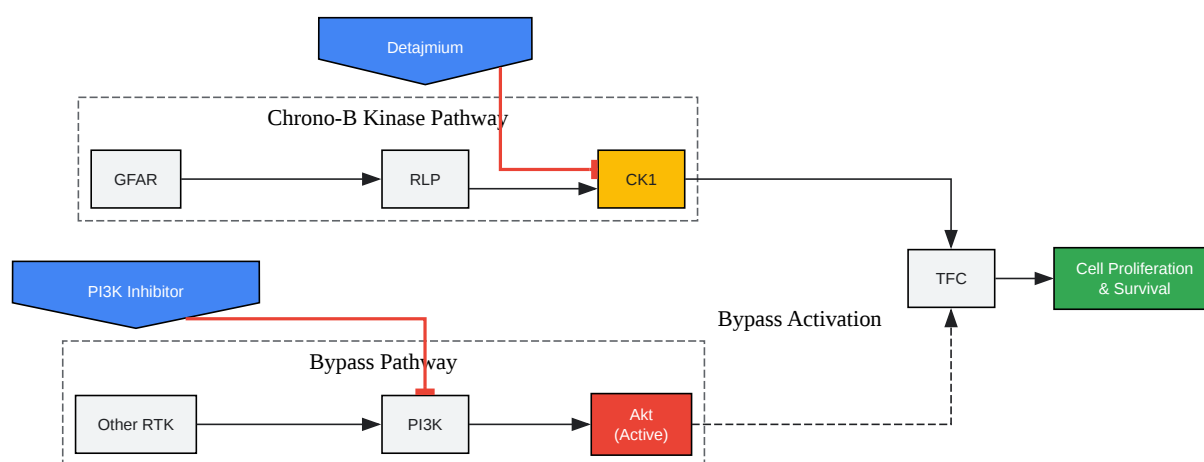 Detajmium
Chrono-B Kinase Pathway
GFAR
RLP
CK1
PI3K Inhibitor
TFC
Cell Proliferation
& Survival
Bypass Activation
Bypass Pathway
Other RTK
PI3K
Akt
(Active)